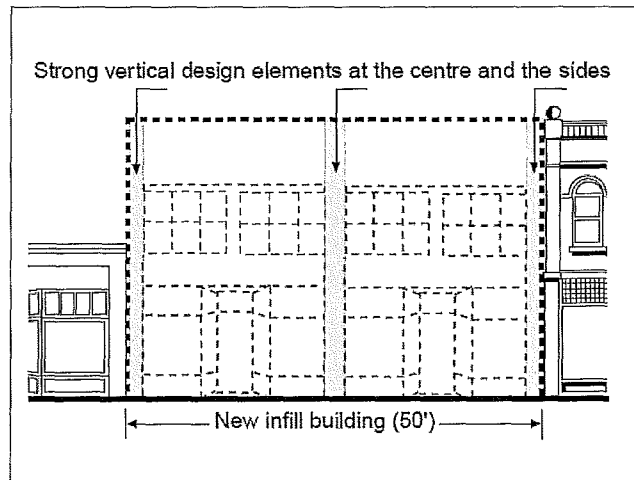 Strong vertical design elements at the centre and the sides
New infill building (50')